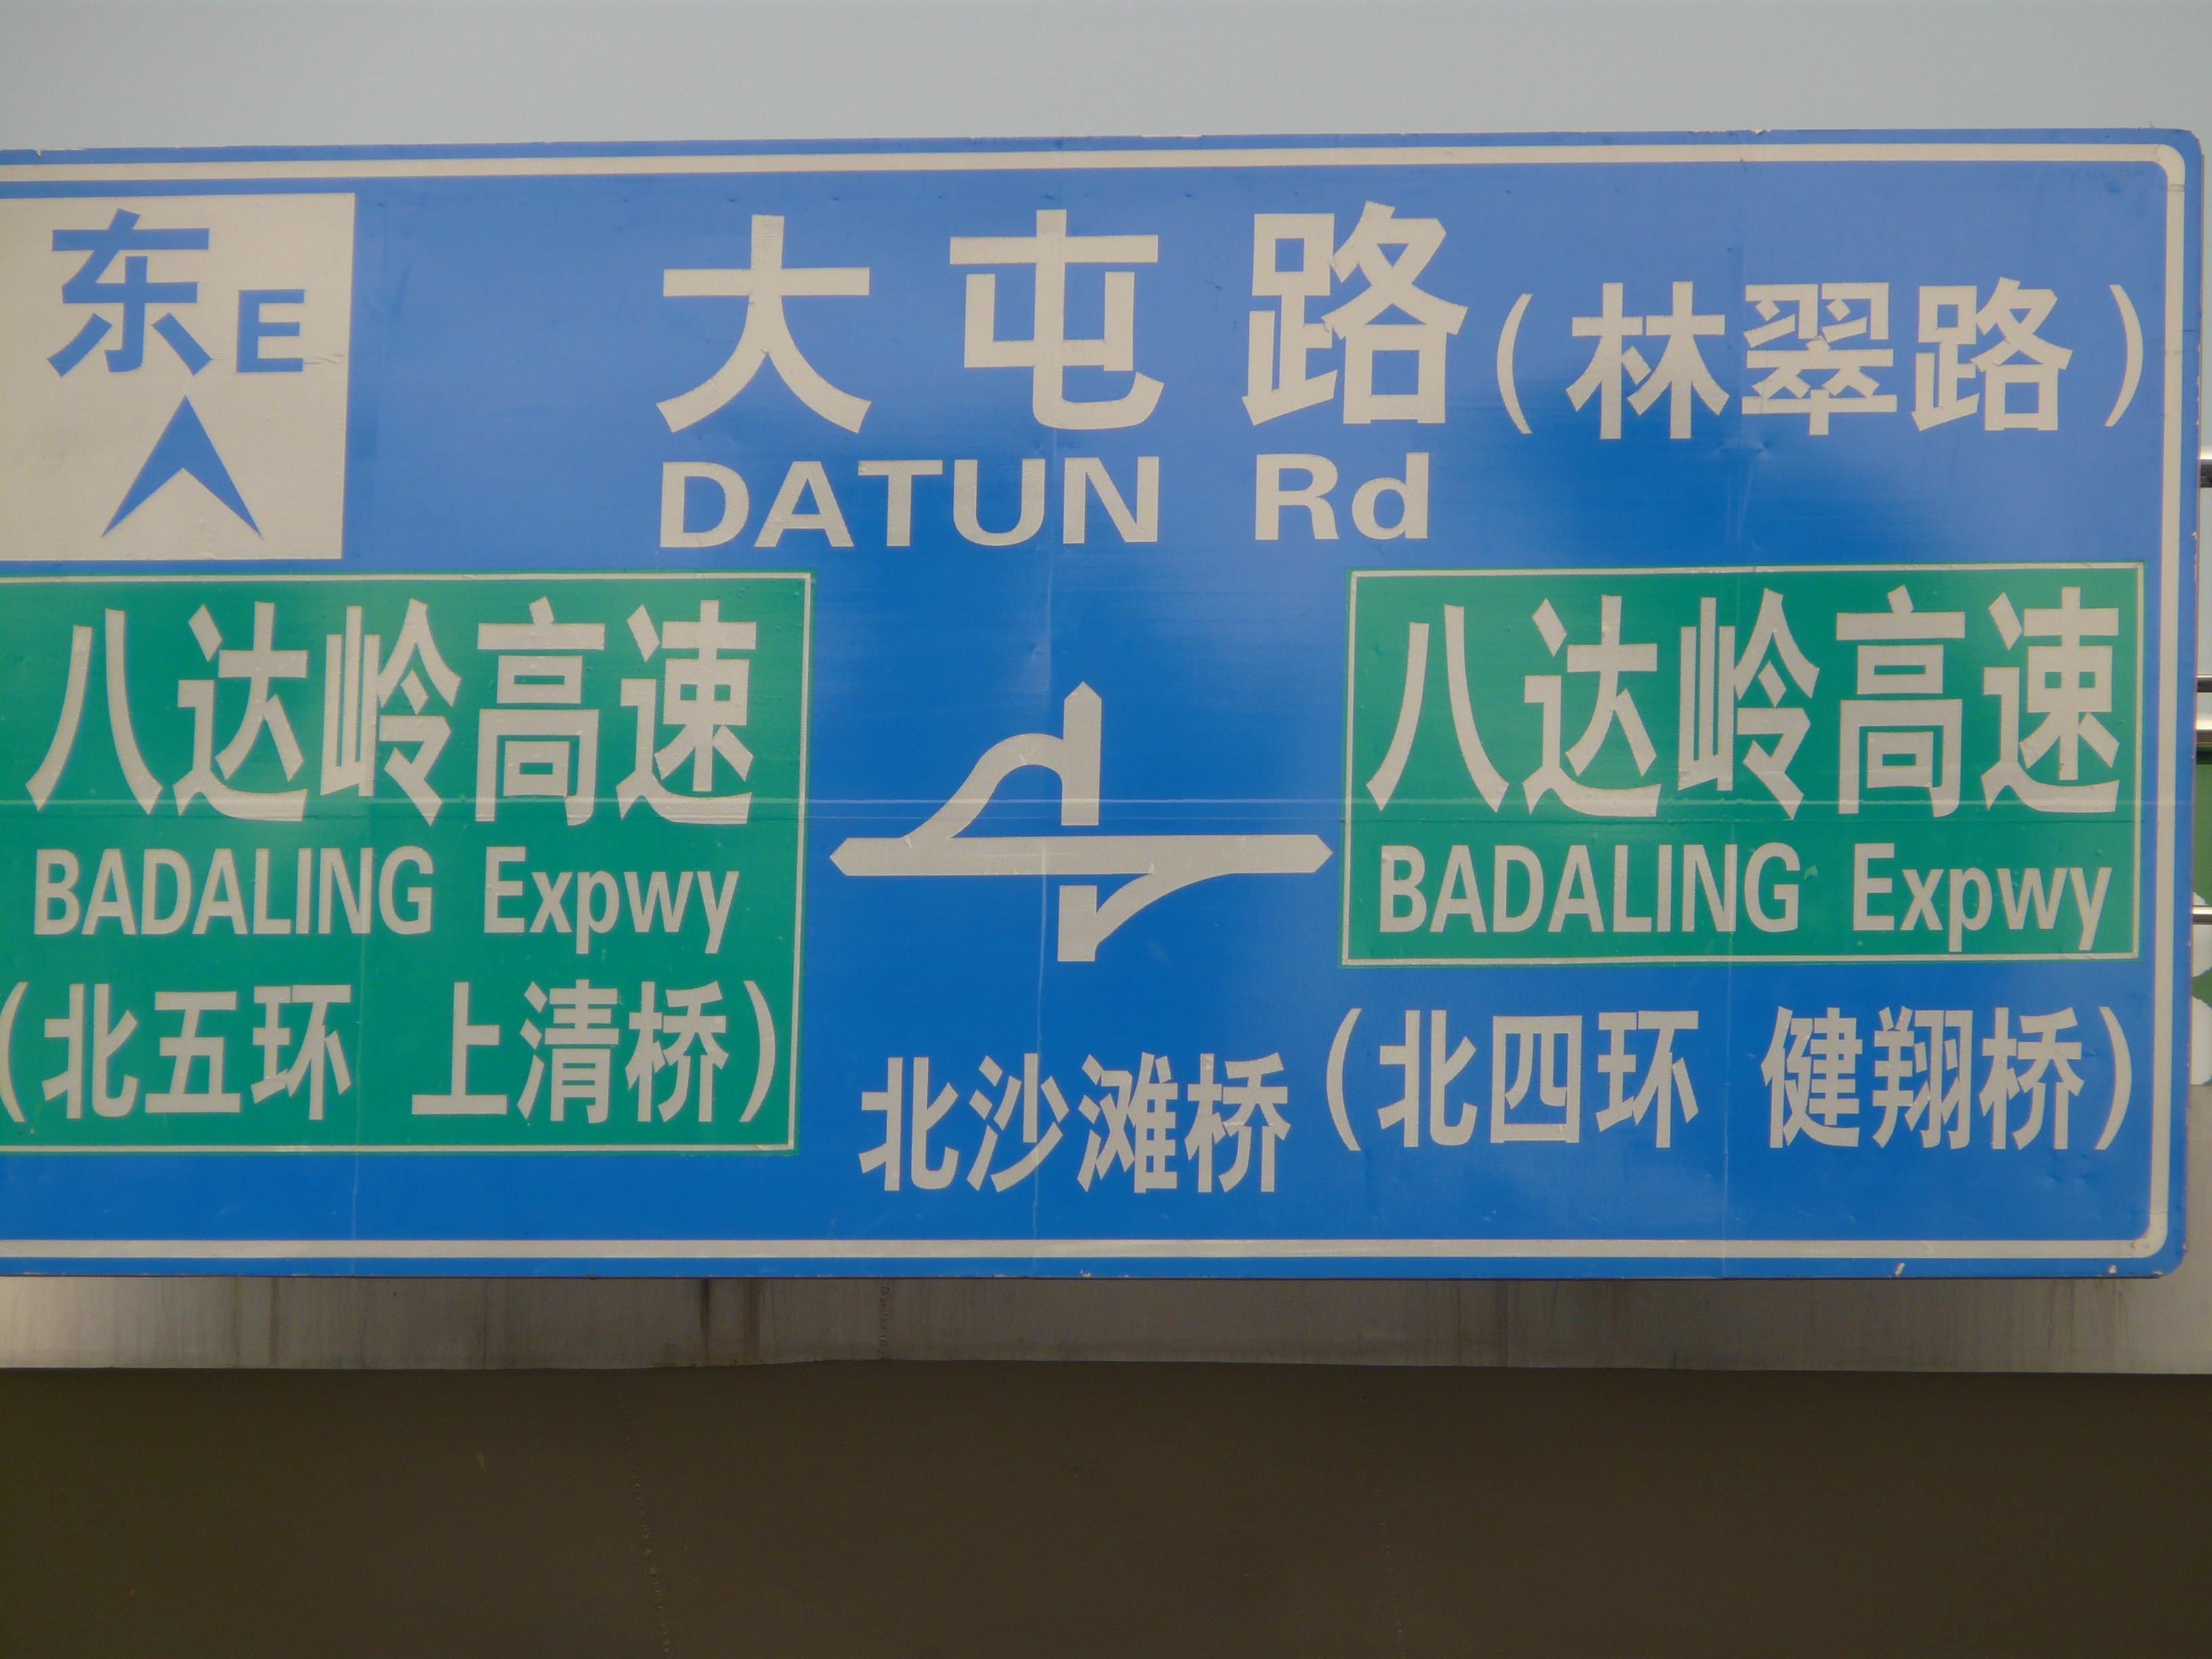 东 E
大屯路(林翠路)
DATUN Rd
八达岭高速
BADALING Expwy
(北五环 上清桥)
北沙滩桥
八达岭高速
BADALING Expwy
(北四环 健翔桥)